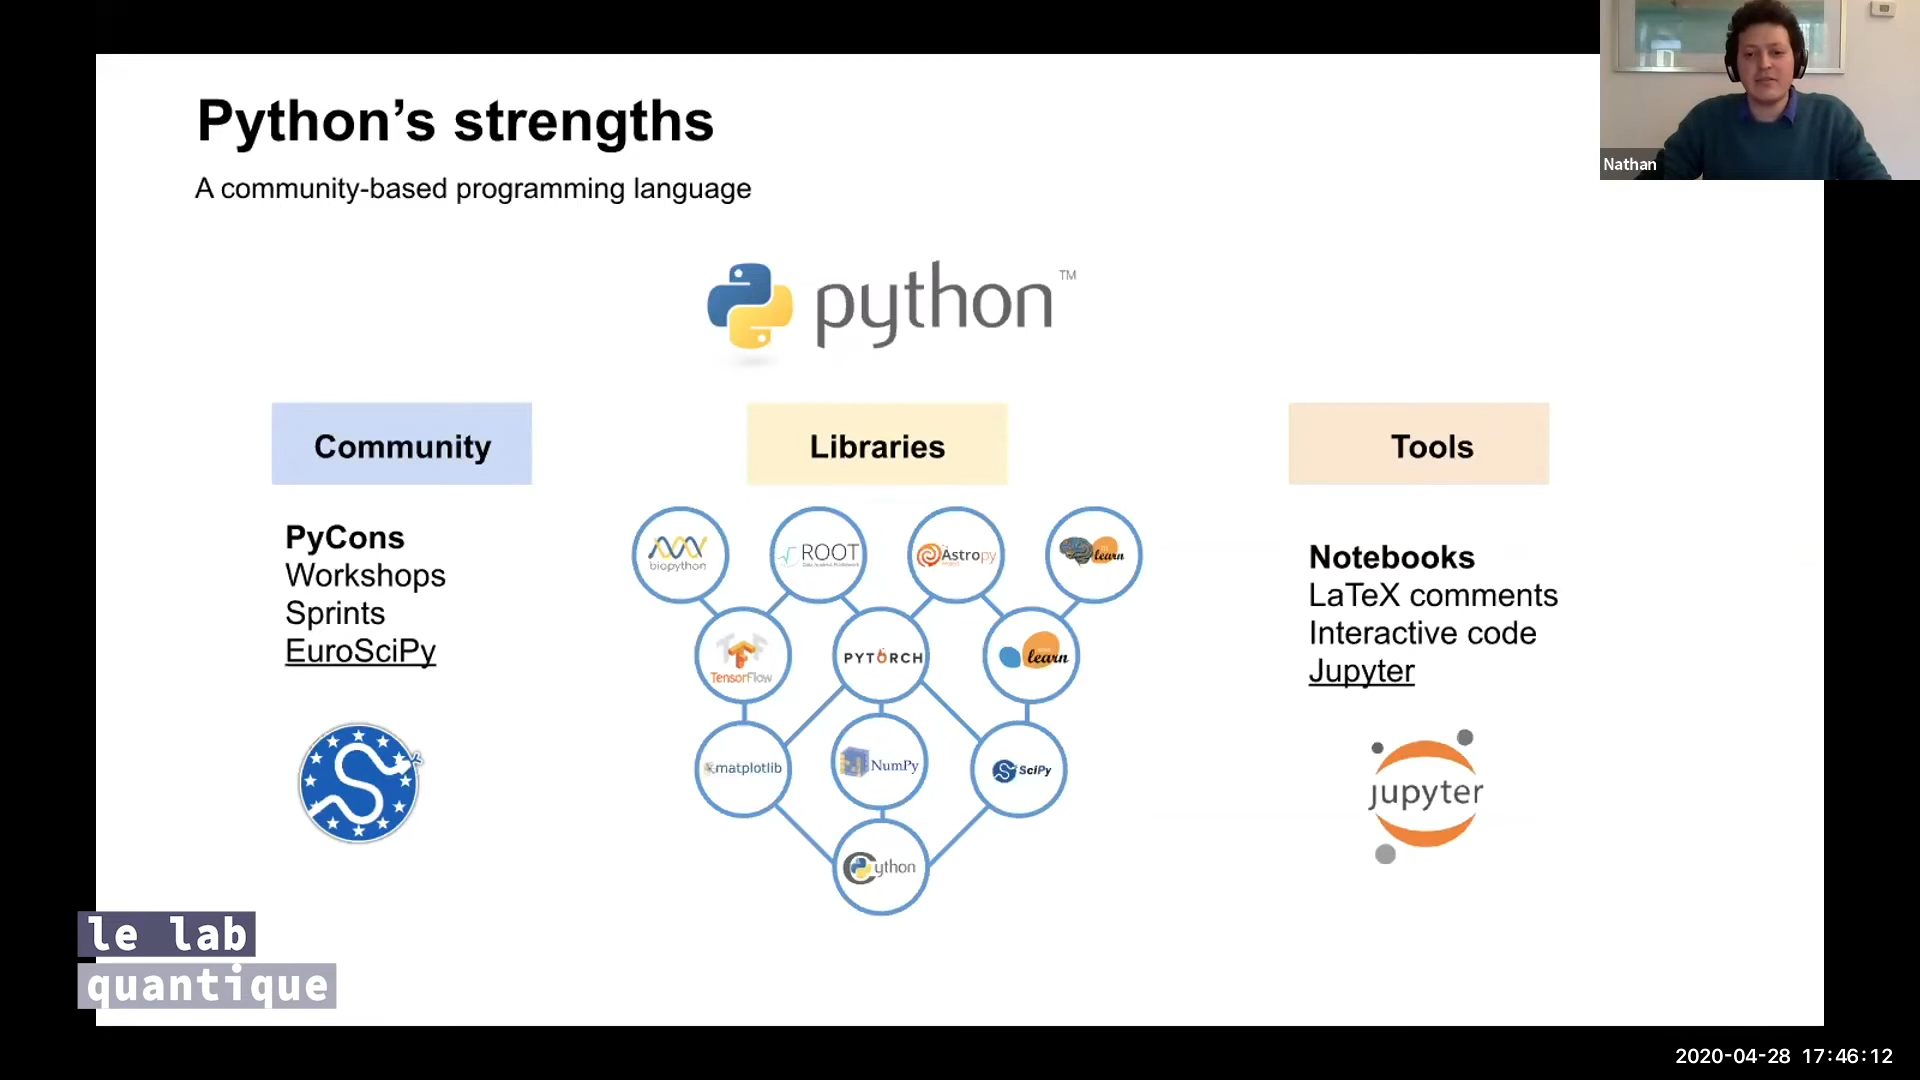 Python’s strengths
A community-based programming language
python™
Community
Libraries
Tools
PyCons
Workshops
Sprints
EuroSciPy
biopython
ROOT
Astropy
learn
TensorFlow
PYTORCH
learn
matplotlib
NumPy
SciPy
Cython
Notebooks
LaTeX comments
Interactive code
Jupyter
jupyter
le lab
quantique
Nathan
2020-04-28 17:46:12